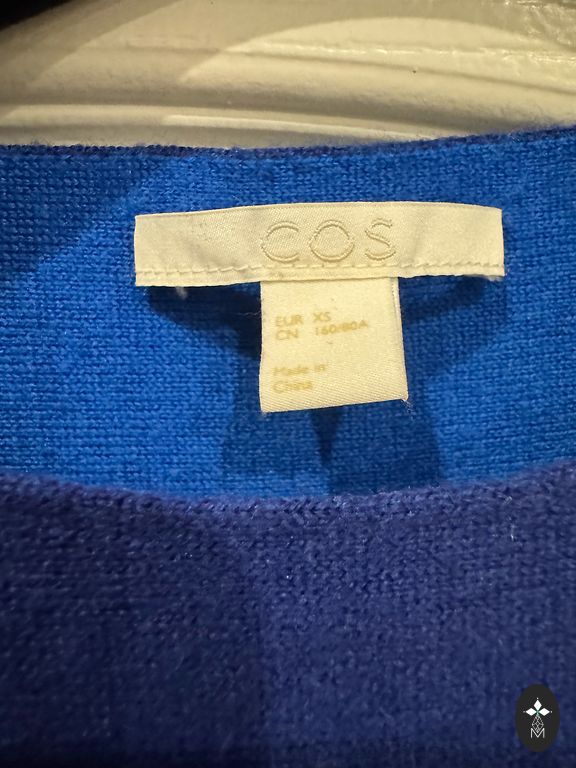 COS
EUR XS
CN 160/80A
Made in
China
M